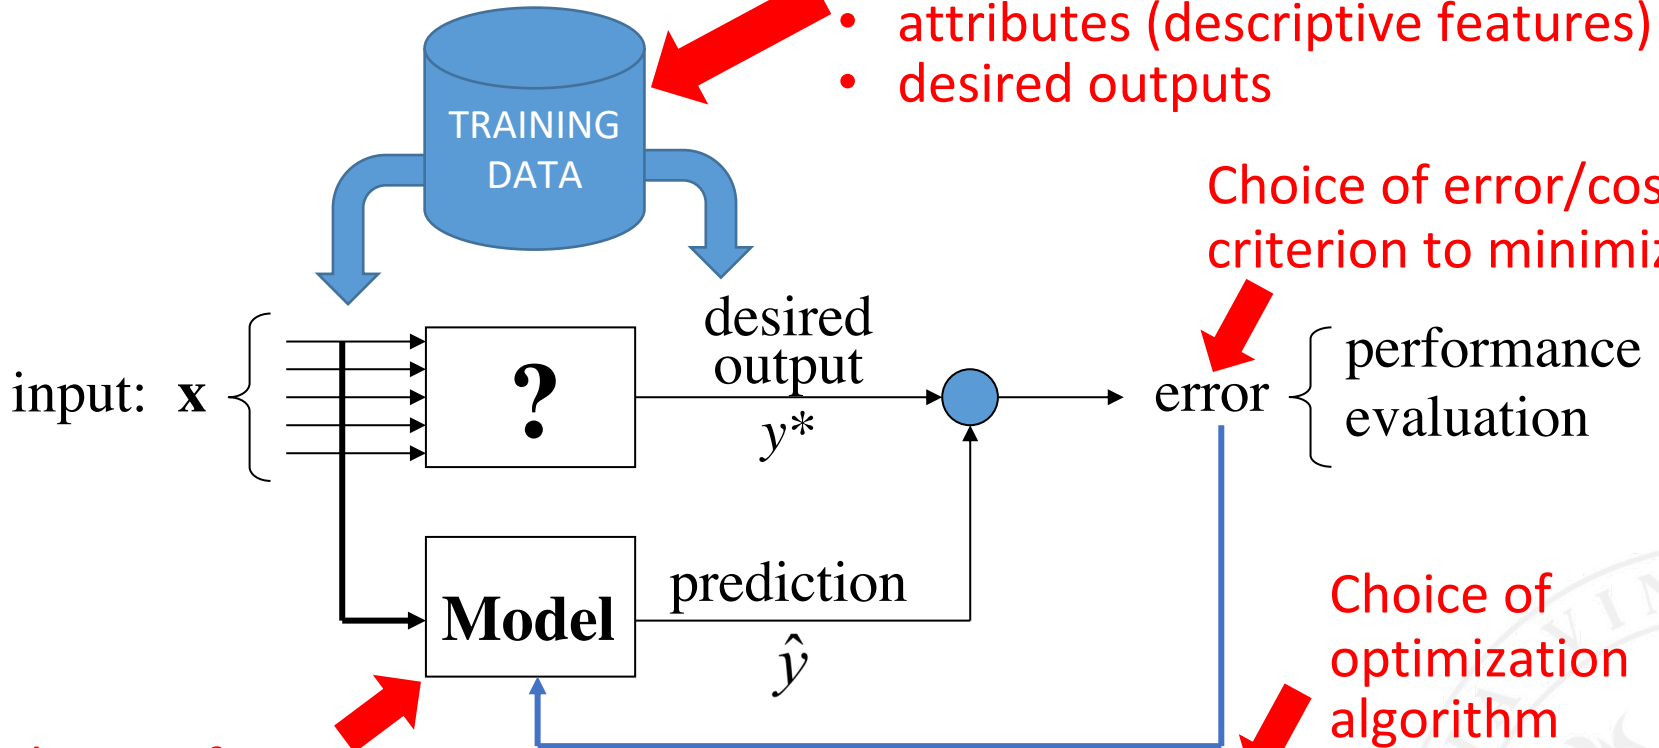 • attributes (descriptive features)
• desired outputs
TRAINING
DATA
Choice of error/cos
criterion to minimiz
desired
output
y*
input: x
?
error
performance
evaluation
Model
prediction
ŷ
Choice of
optimization
algorithm